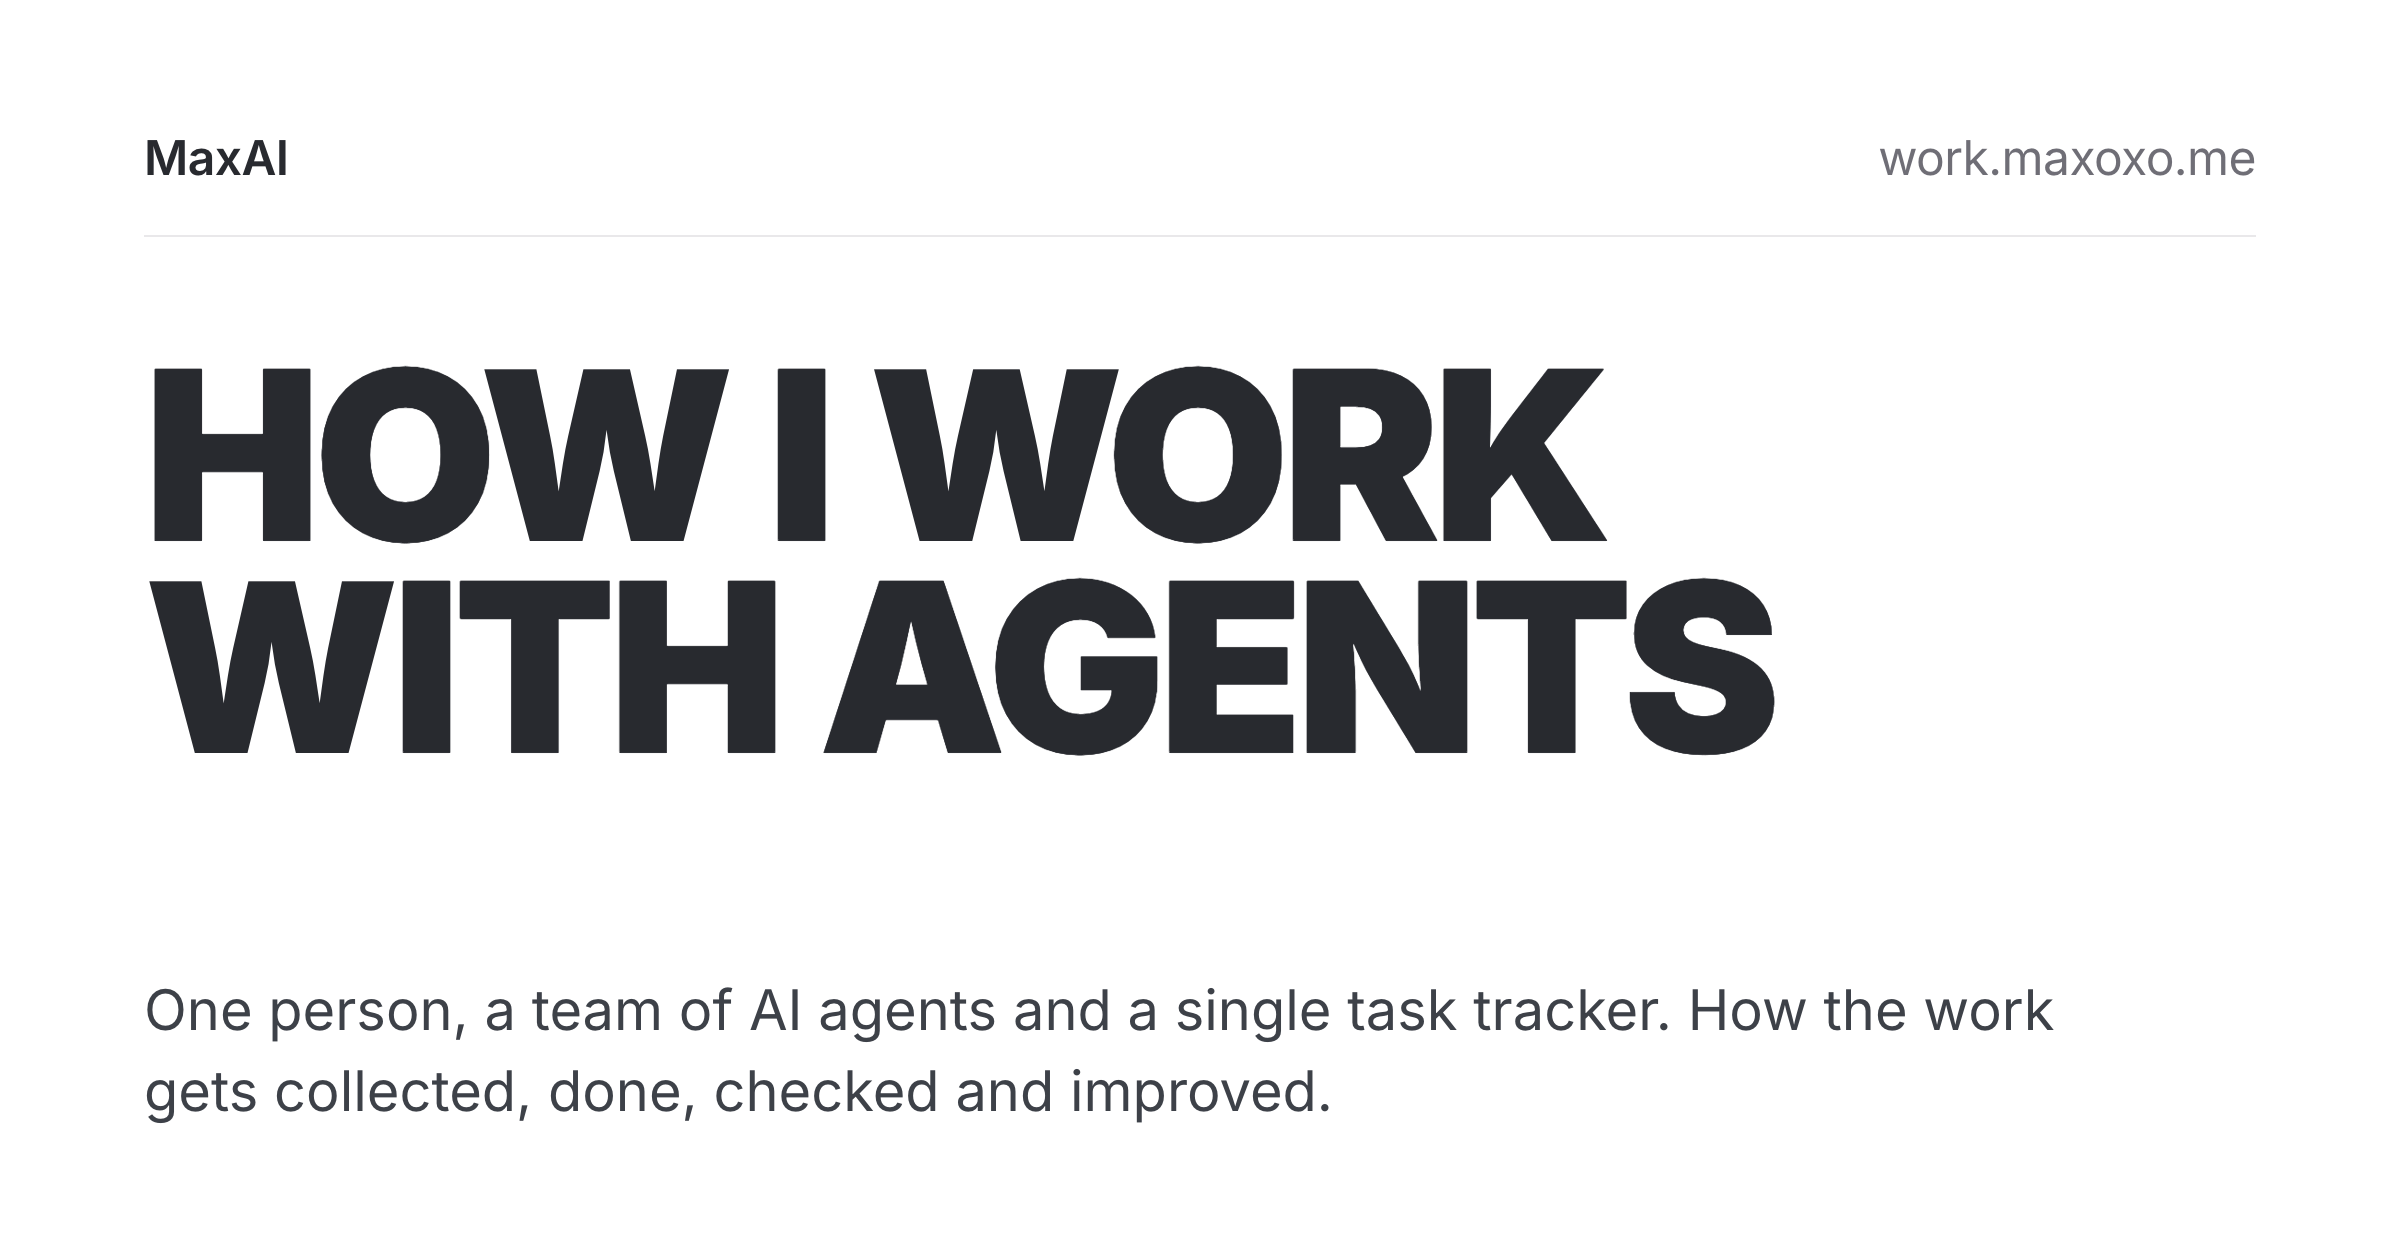 MaxAI
work.maxoxo.me
HOW I WORK
WITH AGENTS
One person, a team of AI agents and a single task tracker. How the work
gets collected, done, checked and improved.